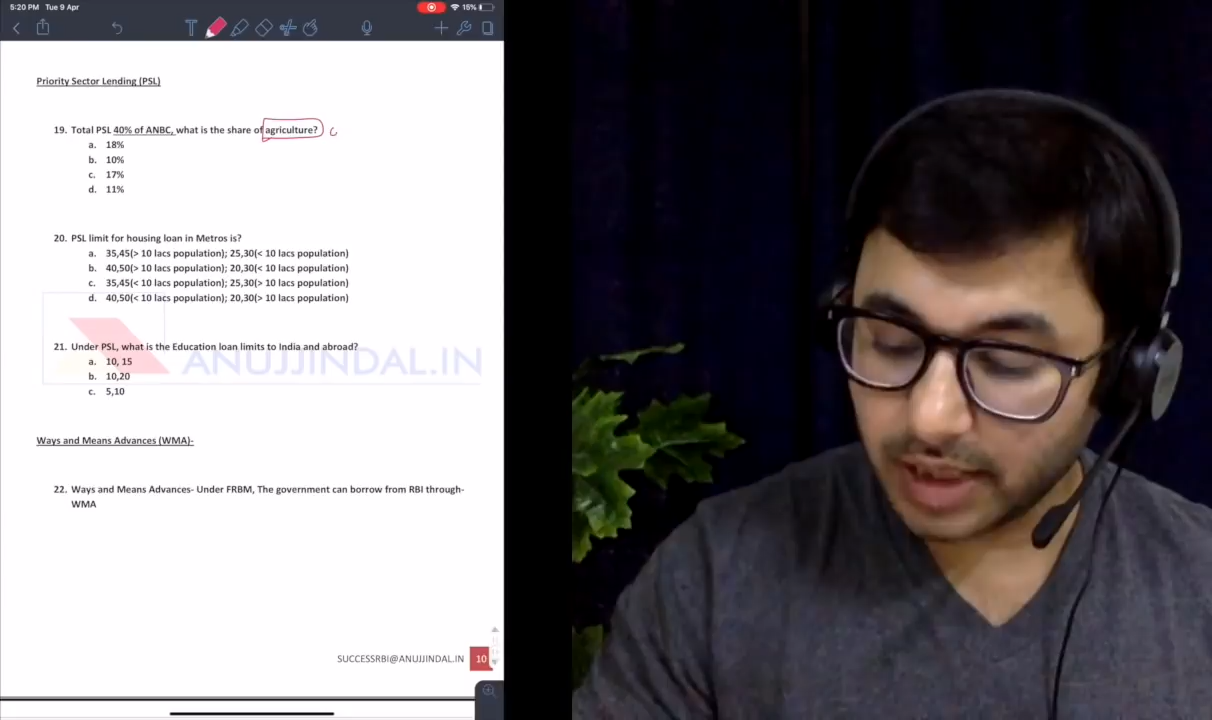 5:20 PM Tue 9 Apr
15%
T
Priority Sector Lending (PSL)
19. Total PSL 40% of ANBC, what is the share of agriculture?
a. 18%
b. 10%
c. 17%
d. 11%
20. PSL limit for housing loan in Metros is?
a. 35,45(> 10 lacs population); 25,30(< 10 lacs population)
b. 40,50(> 10 lacs population); 20,30(< 10 lacs population)
c. 35,45(< 10 lacs population); 25,30(> 10 lacs population)
d. 40,50(< 10 lacs population); 20,30(> 10 lacs population)
21. Under PSL, what is the Education loan limits to India and abroad?
a. 10, 15
ANUJJINDAL.IN
b. 10,20
c. 5,10
Ways and Means Advances (WMA)-
22. Ways and Means Advances- Under FRBM, The government can borrow from RBI through-
WMA
SUCCESSRBI@ANUJJINDAL.IN 10